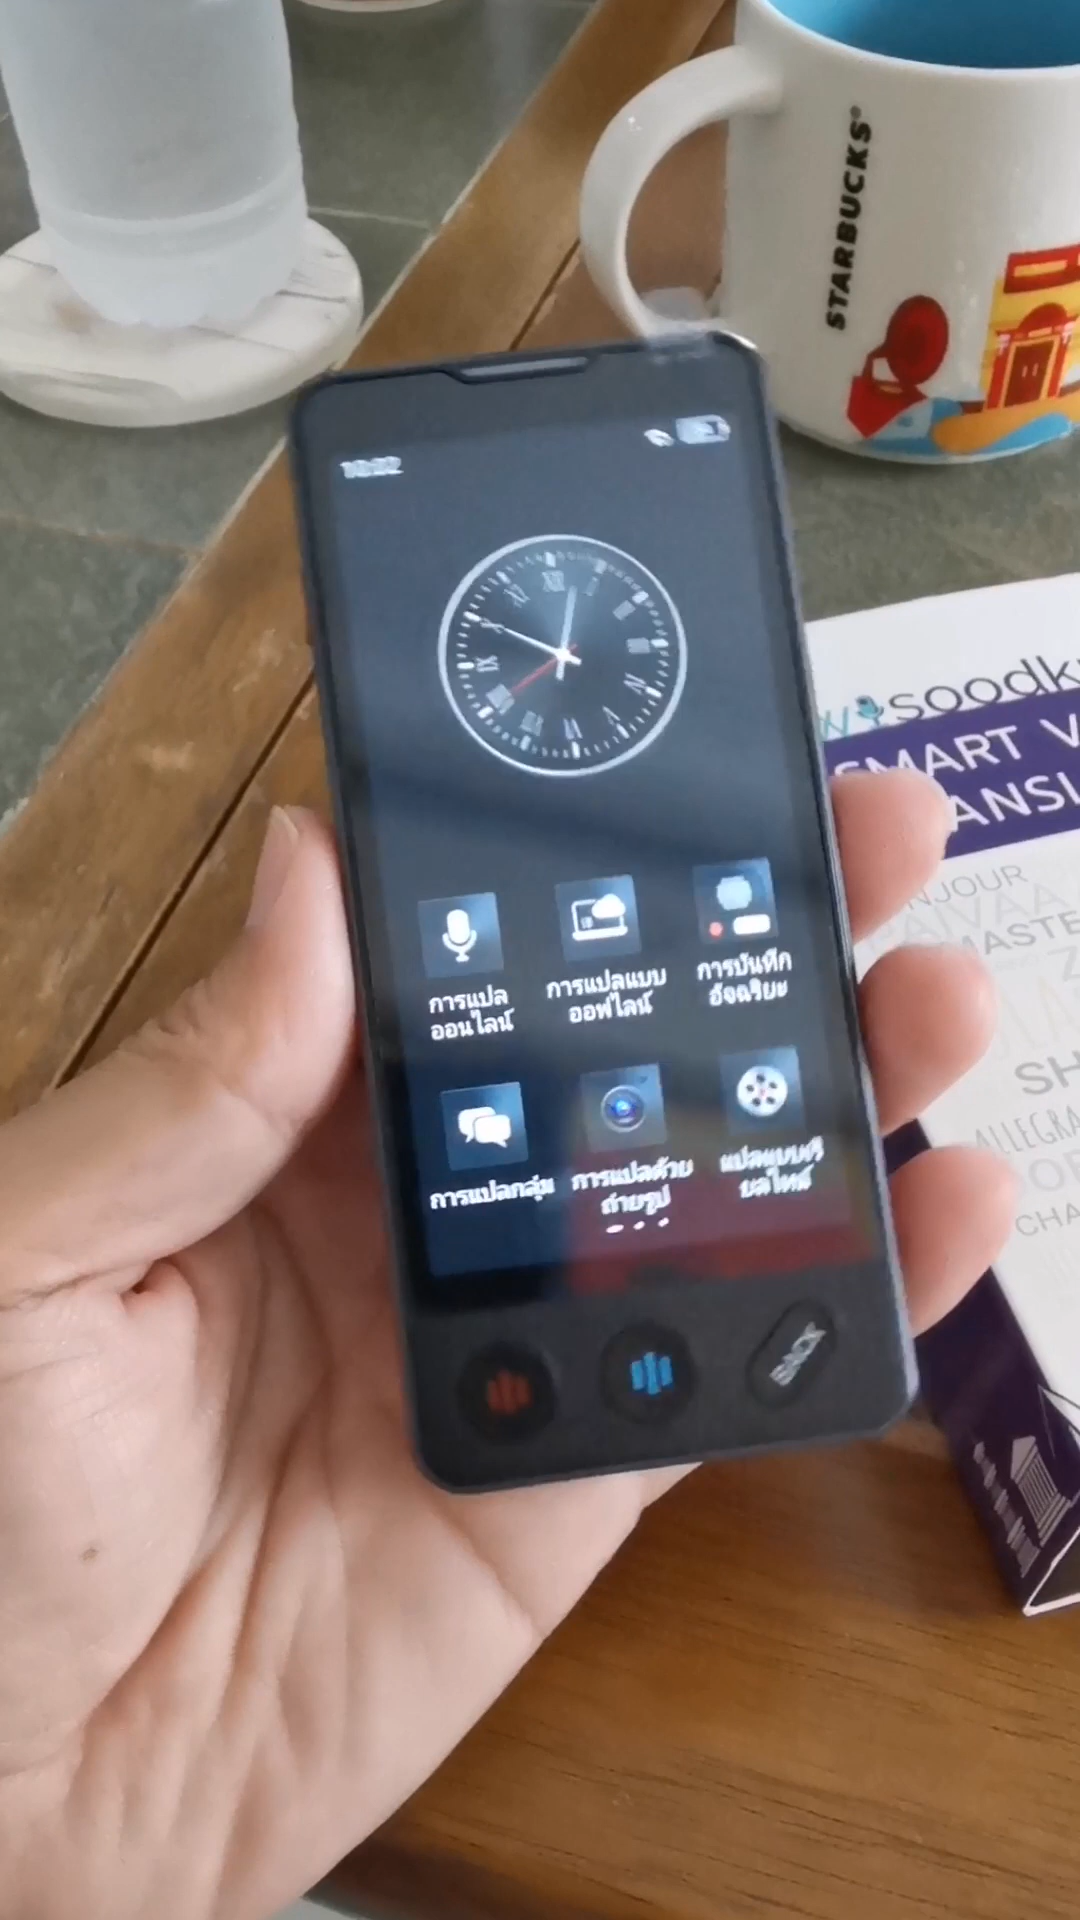 STARBUCKS
soodk
SMART V
ANSL
NJOUR
PAIVAA
MASTE
SH
ALLEGRA
CHA
การแปล
ออนไลน์
การแปลแบบ
ออฟไลน์
การบันทึก
อัจฉริยะ
การแปลกลุ่ม
การแปลด้วย
ถ่ายรูป
แปลแบบเรี
ยลไทม์
BACK